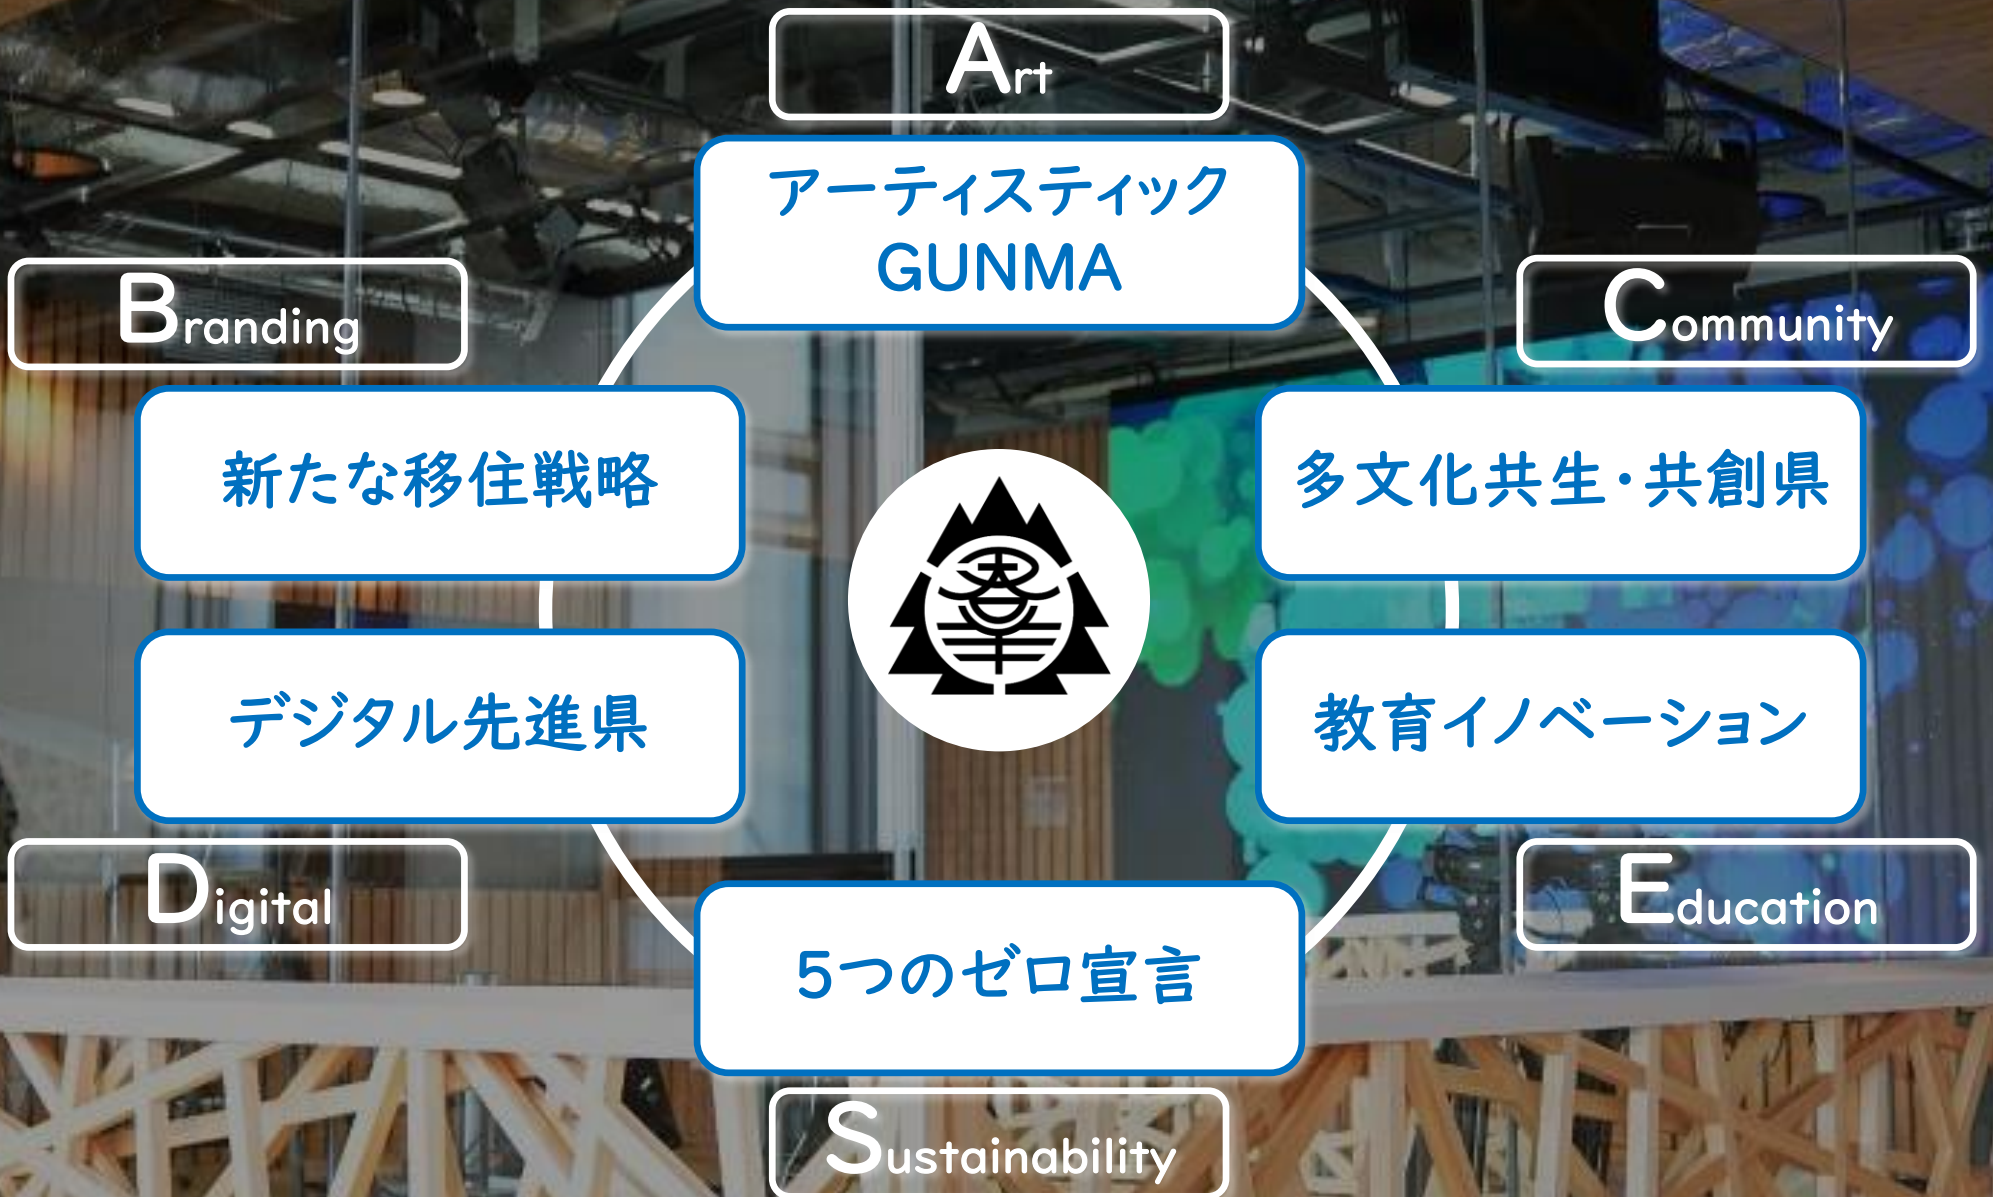 Art
アーティスティック
GUNMA
Branding
新たな移住戦略
Community
多文化共生・共創県
デジタル先進県
Digital
教育イノベーション
Education
5つのゼロ宣言
Sustainability